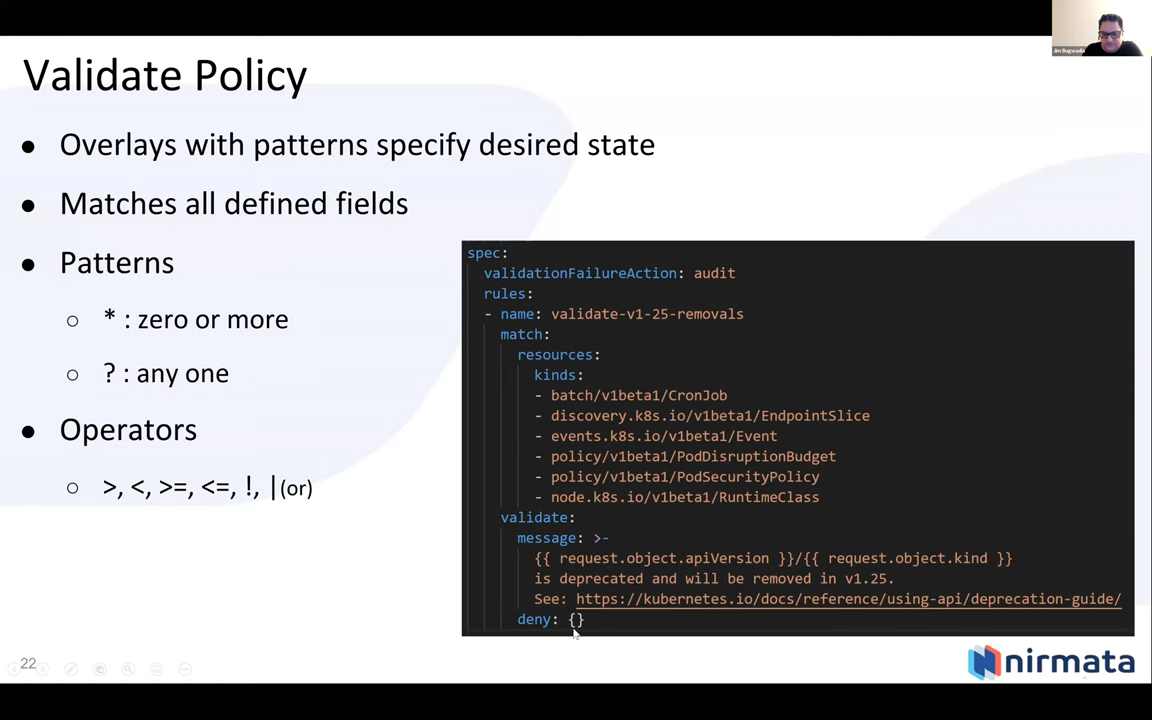 Jim Bugwadia
Validate Policy
● Overlays with patterns specify desired state
● Matches all defined fields
● Patterns
○ * : zero or more
○ ? : any one
● Operators
○ >, <, >=, <=, !, |(or)
spec:
  validationFailureAction: audit
  rules:
  - name: validate-v1-25-removals
    match:
      resources:
        kinds:
        - batch/v1beta1/CronJob
        - discovery.k8s.io/v1beta1/EndpointSlice
        - events.k8s.io/v1beta1/Event
        - policy/v1beta1/PodDisruptionBudget
        - policy/v1beta1/PodSecurityPolicy
        - node.k8s.io/v1beta1/RuntimeClass
    validate:
      message: >-
        {{ request.object.apiVersion }}/{{ request.object.kind }}
        is deprecated and will be removed in v1.25.
        See: https://kubernetes.io/docs/reference/using-api/deprecation-guide/
      deny: {}
22
nirmata